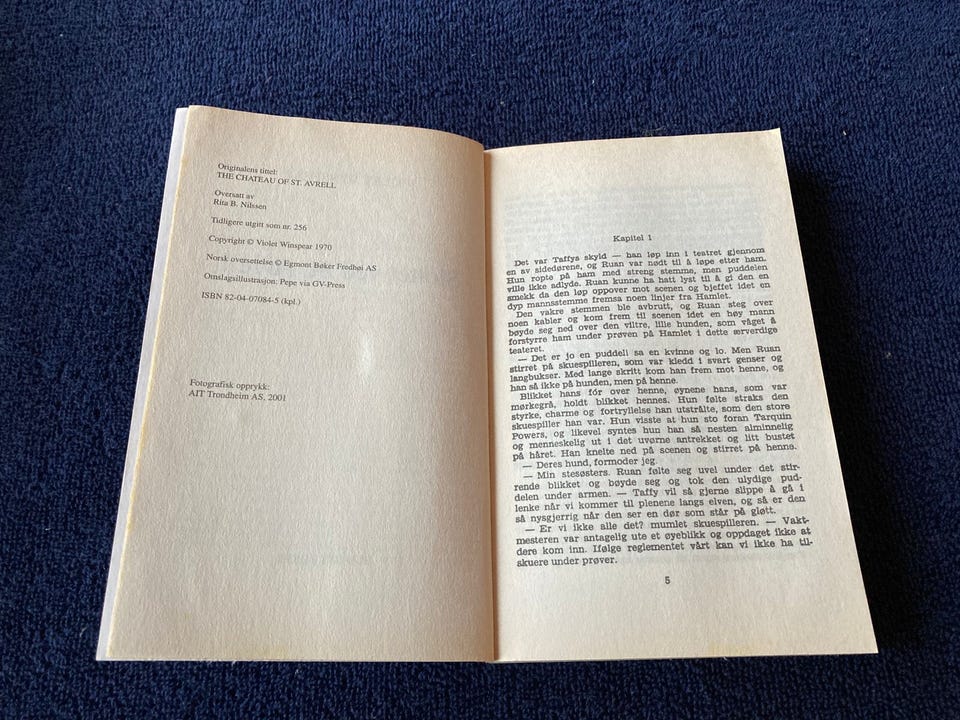 Originalens tittel:
THE CHATEAU OF ST. AVRELL
Oversatt av
Rita B. Nilssen
Tidligere utgitt som nr. 256
Copyright © Violet Winspear 1970
Norsk oversettelse © Egmont Bøker Fredhøi AS
Omslagsillustrasjon: Pepe via GV-Press
ISBN 82-04-07084-5 (kpl.)
Fotografisk opprykk:
AIT Trondheim AS, 2001
Kapitel 1
Det var Taffys skyld — han løp inn i teatret gjennom
en av sidedørene, og Ruan var nødt til å løpe etter ham.
Hun ropte på ham med streng stemme, men puddelen
ville ikke adlyde. Ruan kunne ha hatt lyst til å gi den en
smekk da den løp oppover mot scenen og bjeffet idet en
dyp mannsstemme fremsa noen linjer fra Hamlet.
Den vakre stemmen ble avbrutt, og Ruan steg over
noen kabler og kom frem til scenen idet en høy mann
bøyde seg ned over den viltre, lille hunden, som våget å
forstyrre ham under prøven på Hamlet i dette ærverdige
teateret.
— Det er jo en puddel! sa en kvinne og lo. Men Ruan
stirret på skuespilleren, som var kledd i svart genser og
langbukser. Med lange skritt kom han frem mot henne, og
han så ikke på hunden, men på henne.
Blikket hans fór over henne, øynene hans, som var
mørkegrå, holdt blikket hennes. Hun følte straks den
styrke, charme og fortryllelse han utstrålte, som den store
skuespiller han var. Hun visste at hun sto foran Tarquin
Powers, og likevel syntes hun han så nesten alminnelig
og menneskelig ut i det uvørne antrekket og litt bustet
på håret. Han knelte ned på scenen og stirret på henne.
— Deres hund, formoder jeg.
— Min stesøsters. Ruan følte seg uvel under det stir-
rende blikket og bøyde seg og tok den ulydige pud-
delen under armen. — Taffy vil så gjerne slippe å gå i
lenke når vi kommer til plenene langs elven, og så er den
så nysgjerrig når den ser en dør som står på gløtt.
— Er vi ikke alle det? mumlet skuespilleren. — Vakt-
mesteren var antagelig ute et øyeblikk og oppdaget ikke at
dere kom inn. Ifølge reglementet vårt kan vi ikke ha til-
skuere under prøver.
5